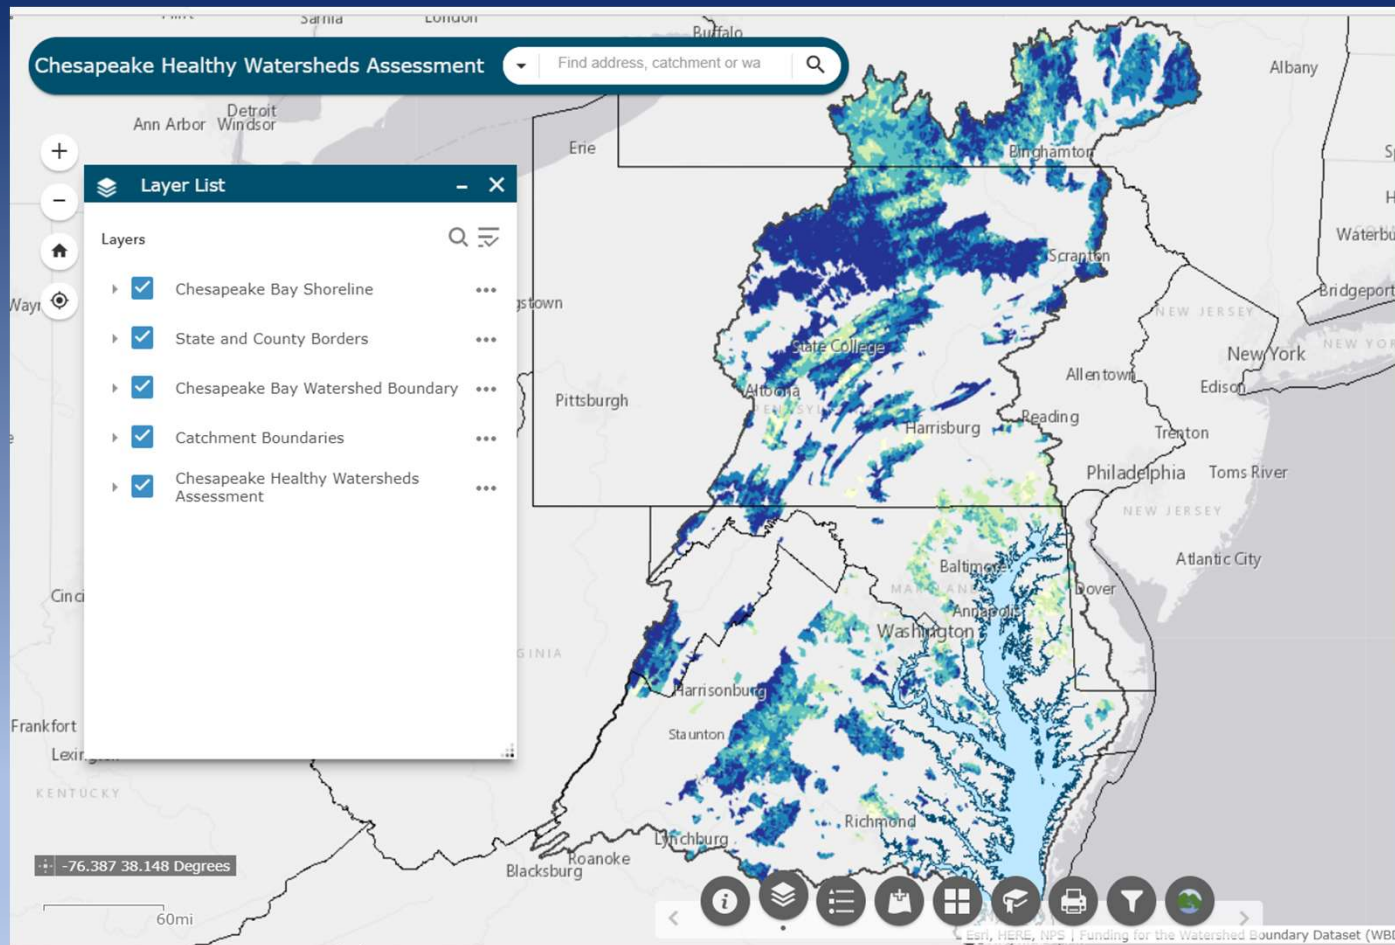 Sarnia
London
Buffalo
Chesapeake Healthy Watersheds Assessment
Find address, catchment or wa
Albany
Detroit
Ann Arbor Windsor
Erie
Binghamton
Layer List
Layers
Chesapeake Bay Shoreline
State and County Borders
Chesapeake Bay Watershed Boundary
Catchment Boundaries
Chesapeake Healthy Watersheds
Assessment
Scranton
Waterbu
Bridgeport
gstown
NEW JERSEY
State College
New York
NEW YOR
Allentown
Edison
Pittsburgh
Altoona
Harrisburg
Reading
Trenton
Philadelphia
Toms River
NEW JERSEY
Atlantic City
Baltimore
Dover
Annapolis
Washington
Cinci
GINIA
Harrisonburg
Staunton
Frankfort
KENTUCKY
Richmond
Lynchburg
Roanoke
Blacksburg
-76.387 38.148 Degrees
60mi
Esri, HERE, NPS | Funding for the Watershed Boundary Dataset (WBI